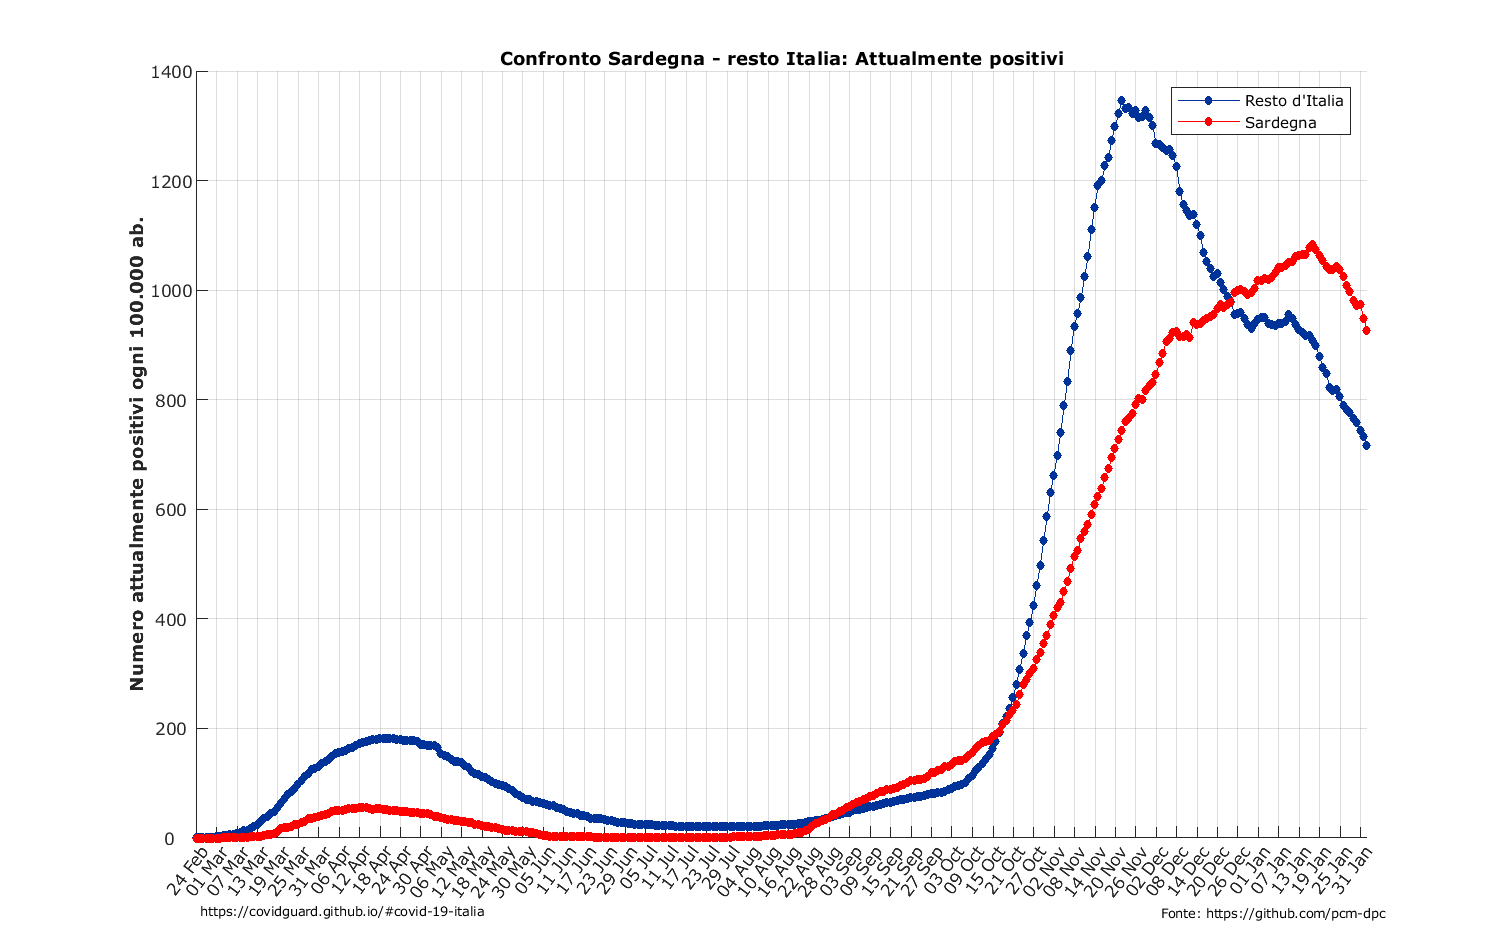 Confronto Sardegna - resto Italia: Attualmente positivi
Numero attualmente positivi ogni 100.000 ab.
1400
1200
1000
800
600
400
200
0
Resto d'Italia
Sardegna
24 Feb
01 Mar
07 Mar
13 Mar
19 Mar
25 Mar
31 Mar
06 Apr
12 Apr
18 Apr
24 Apr
30 Apr
06 May
12 May
18 May
24 May
30 May
05 Jun
11 Jun
17 Jun
23 Jun
29 Jun
05 Jul
11 Jul
17 Jul
23 Jul
29 Jul
04 Aug
10 Aug
16 Aug
22 Aug
28 Aug
03 Sep
09 Sep
15 Sep
21 Sep
27 Sep
03 Oct
09 Oct
15 Oct
21 Oct
27 Oct
02 Nov
08 Nov
14 Nov
20 Nov
26 Nov
02 Dec
08 Dec
14 Dec
20 Dec
26 Dec
01 Jan
07 Jan
13 Jan
19 Jan
25 Jan
31 Jan
https://covidguard.github.io/#covid-19-italia
Fonte: https://github.com/pcm-dpc